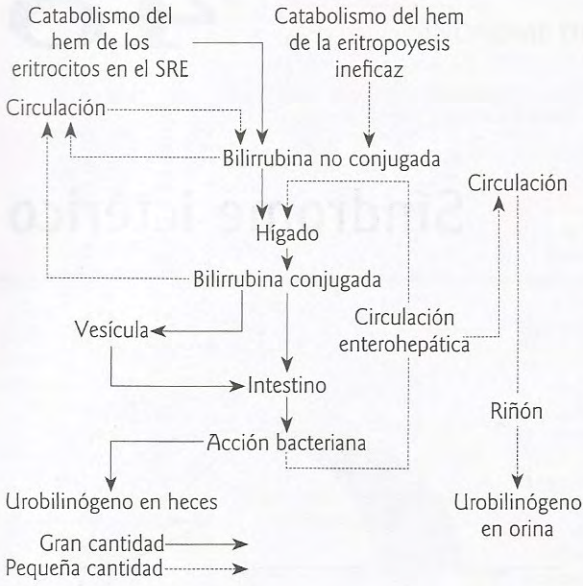 Catabolismo del
hem de los
eritrocitos en el SRE
Catabolismo del hem
de la eritropoyesis
ineficaz
Circulación
Bilirrubina no conjugada
Circulación
Hígado
Bilirrubina conjugada
Vesícula
Circulación
enterohepática
Intestino
Riñón
Acción bacteriana
Urobilinógeno en heces
Urobilinógeno
en orina
Gran cantidad
Pequeña cantidad
Síndrome ictérico